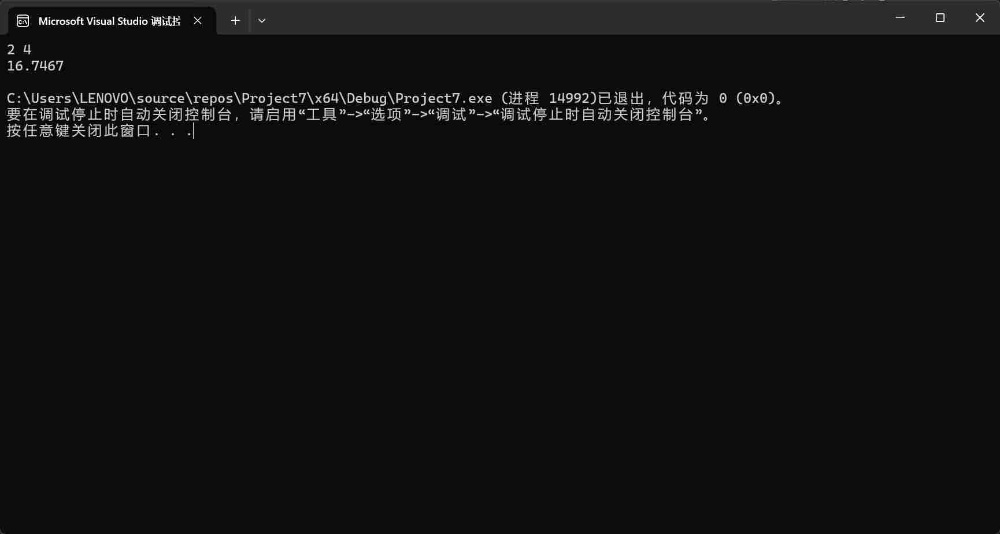 Microsoft Visual Studio 调试控
2 4
16.7467
C:\Users\LENOVO\source\repos\Project7\x64\Debug\Project7.exe (进程 14992)已退出，代码为 0 (0x0)。
要在调试停止时自动关闭控制台，请启用“工具”->“选项”->“调试”->“调试停止时自动关闭控制台”。
按任意键关闭此窗口. . .